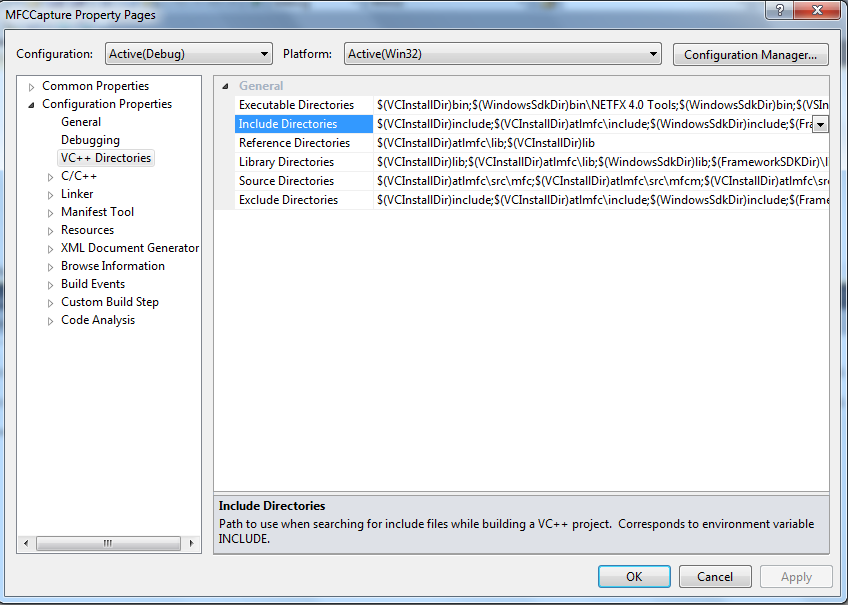 MFCCapture Property Pages
Configuration: Active(Debug) Platform: Active(Win32) Configuration Manager...
Common Properties
Configuration Properties
General
Debugging
VC++ Directories
C/C++
Linker
Manifest Tool
Resources
XML Document Generator
Browse Information
Build Events
Custom Build Step
Code Analysis
General
Executable Directories $(VCInstallDir)bin;$(WindowsSdkDir)bin\NETFX 4.0 Tools;$(WindowsSdkDir)bin;$(VSIn
Include Directories $(VCInstallDir)include;$(VCInstallDir)atlmfc\include;$(WindowsSdkDir)include;$(Fra
Reference Directories $(VCInstallDir)atlmfc\lib;$(VCInstallDir)lib
Library Directories $(VCInstallDir)lib;$(VCInstallDir)atlmfc\lib;$(WindowsSdkDir)lib;$(FrameworkSDKDir)\l
Source Directories $(VCInstallDir)atlmfc\src\mfc;$(VCInstallDir)atlmfc\src\mfcm;$(VCInstallDir)atlmfc\sr
Exclude Directories $(VCInstallDir)include;$(VCInstallDir)atlmfc\include;$(WindowsSdkDir)include;$(Frame
Include Directories
Path to use when searching for include files while building a VC++ project. Corresponds to environment variable
INCLUDE.
OK Cancel Apply